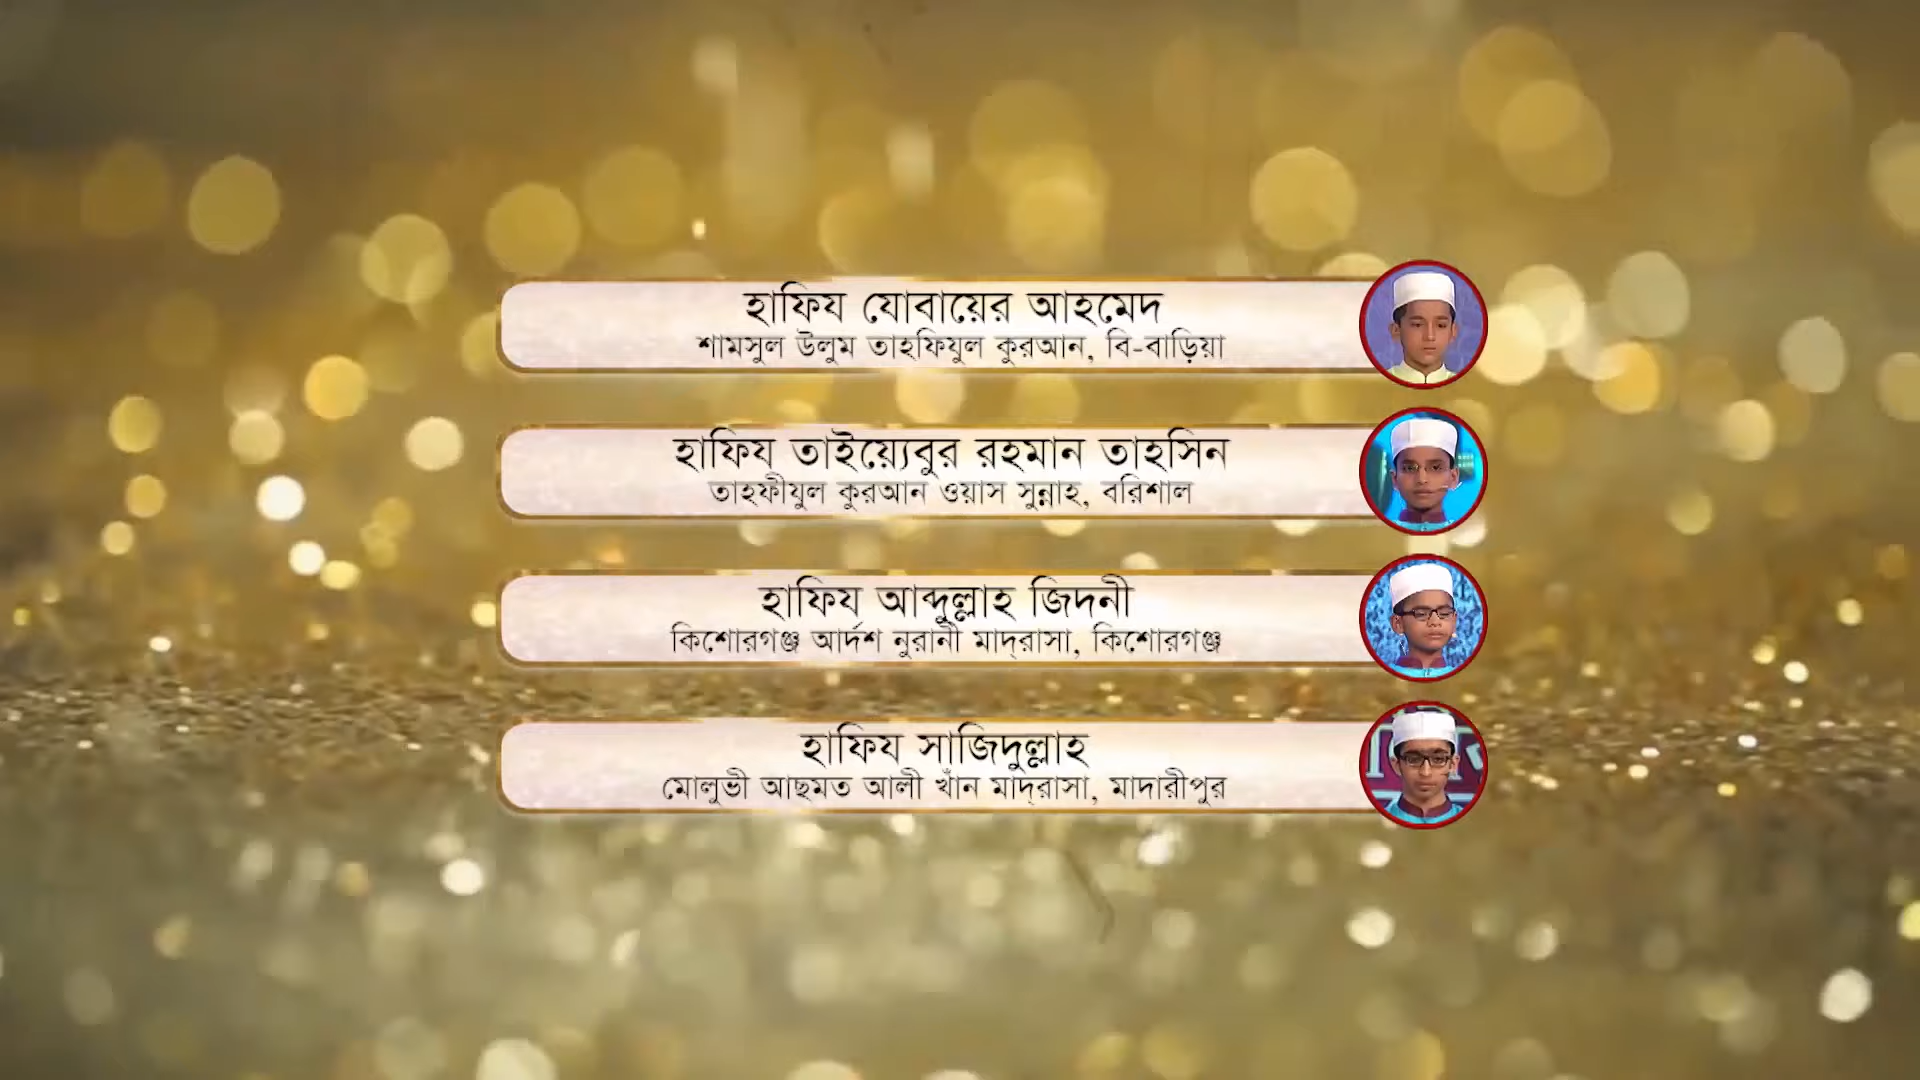 হাফিয যোবায়ের আহমেদ
শামসুল উলুম তাহফিযুল কুরআন, বি-বাড়িয়া
হাফিয তাইয়্যেবুর রহমান তাহসিন
তাহফীযুল কুরআন ওয়াস সুন্নাহ, বরিশাল
হাফিয আব্দুল্লাহ জিদনী
কিশোরগঞ্জ আর্দশ নুরানী মাদ্‌রাসা, কিশোরগঞ্জ
হাফিয সাজিদুল্লাহ
মোলুভী আছমত আলী খাঁন মাদ্‌রাসা, মাদারীপুর